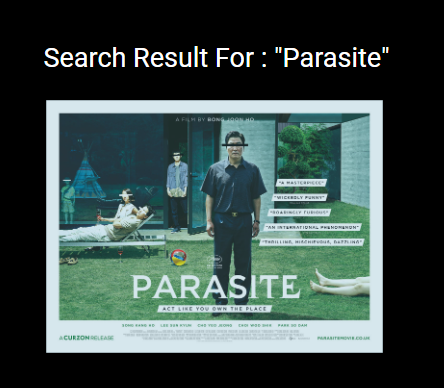 Search Result For : "Parasite"
A FILM BY BONG JOON HO
"A MASTERPIECE"
"WICKEDLY FUNNY"
"ROARINGLY FURIOUS"
"AN INTERNATIONAL PHENOMENON"
"THRILLING, MISCHIEVOUS, DAZZLING"
PARASITE
ACT LIKE YOU OWN THE PLACE
SONG KANG HO LEE SUN KYUN CHO YEO JEONG CHOI WOO SHIK PARK SO DAM
A CURZON RELEASE
PARASITEMOVIE.CO.UK